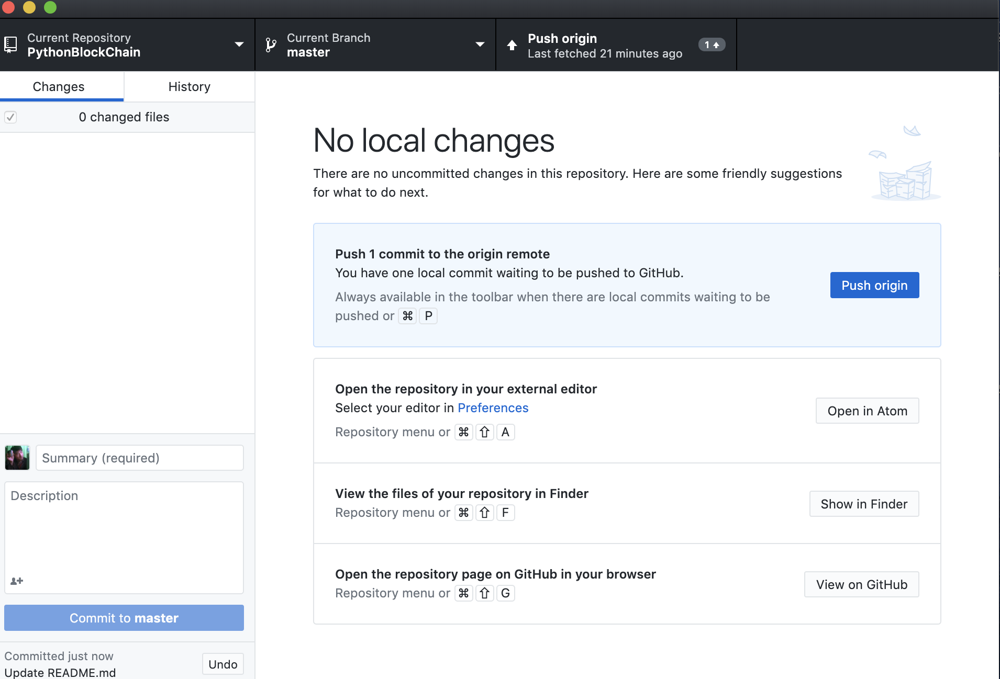 Current Repository
PythonBlockChain
Current Branch
master
Push origin
Last fetched 21 minutes ago
1
Changes
History
0 changed files
No local changes
There are no uncommitted changes in this repository. Here are some friendly suggestions
for what to do next.
Push 1 commit to the origin remote
You have one local commit waiting to be pushed to GitHub.
Always available in the toolbar when there are local commits waiting to be
pushed or ⌘ P
Push origin
Open the repository in your external editor
Select your editor in Preferences
Repository menu or ⌘ ⇧ A
Open in Atom
View the files of your repository in Finder
Repository menu or ⌘ ⇧ F
Show in Finder
Open the repository page on GitHub in your browser
Repository menu or ⌘ ⇧ G
View on GitHub
Summary (required)
Description
Commit to master
Committed just now
Update README.md
Undo